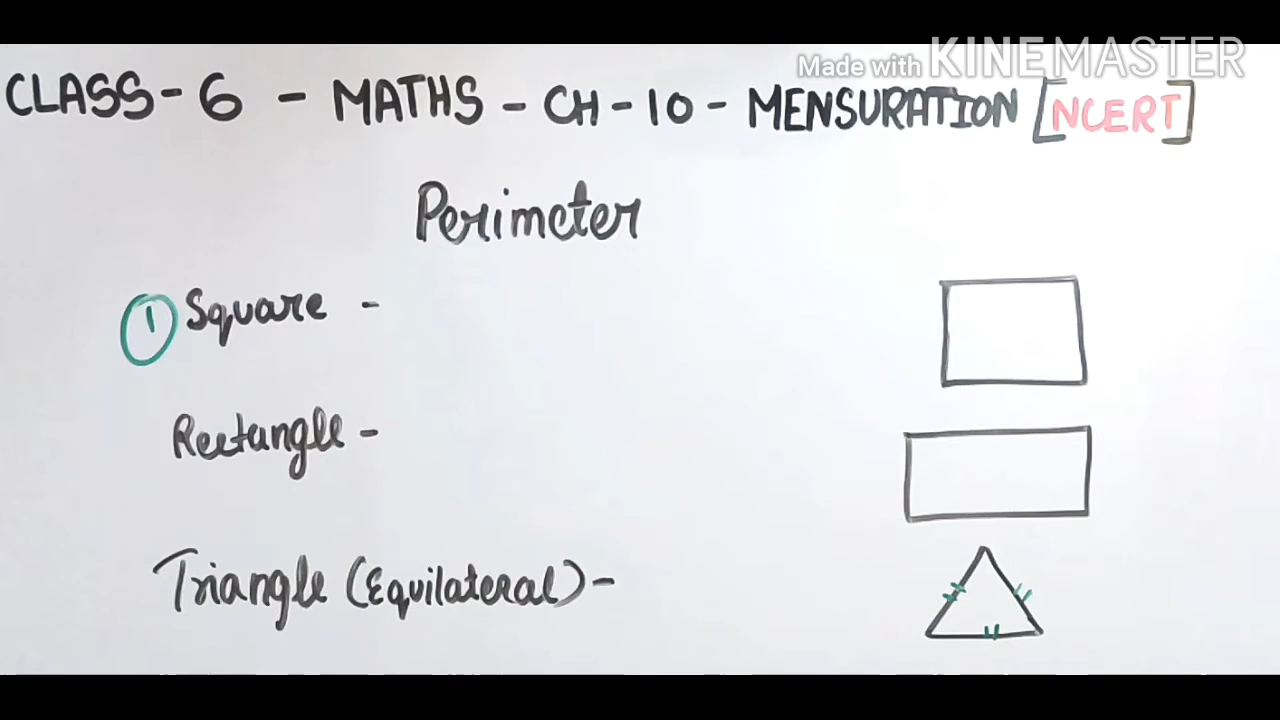 Made with KINEMASTER
CLASS - 6 - MATHS - CH - 10 - MENSURATION [NCERT]
Perimeter
1 Square -
Rectangle -
Triangle (Equilateral) -